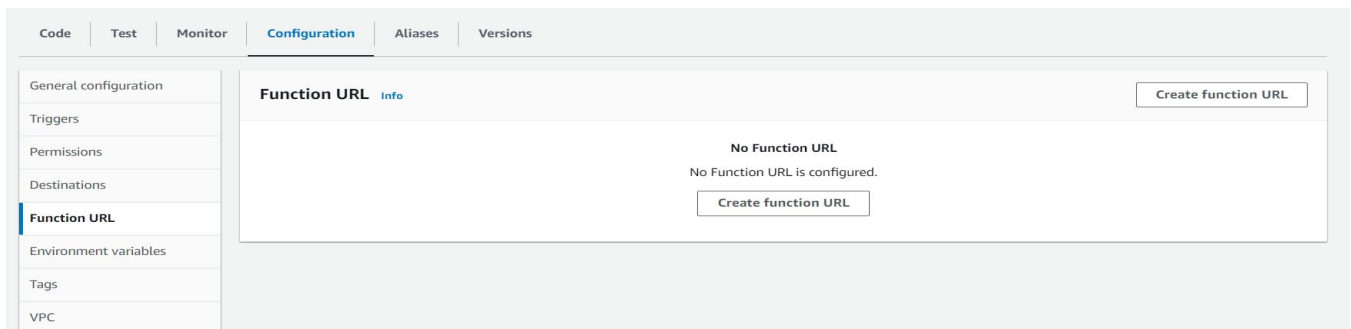 Code Test Monitor Configuration Aliases Versions
General configuration
Triggers
Permissions
Destinations
Function URL
Environment variables
Tags
VPC
Function URL Info Create function URL
No Function URL
No Function URL is configured.
Create function URL